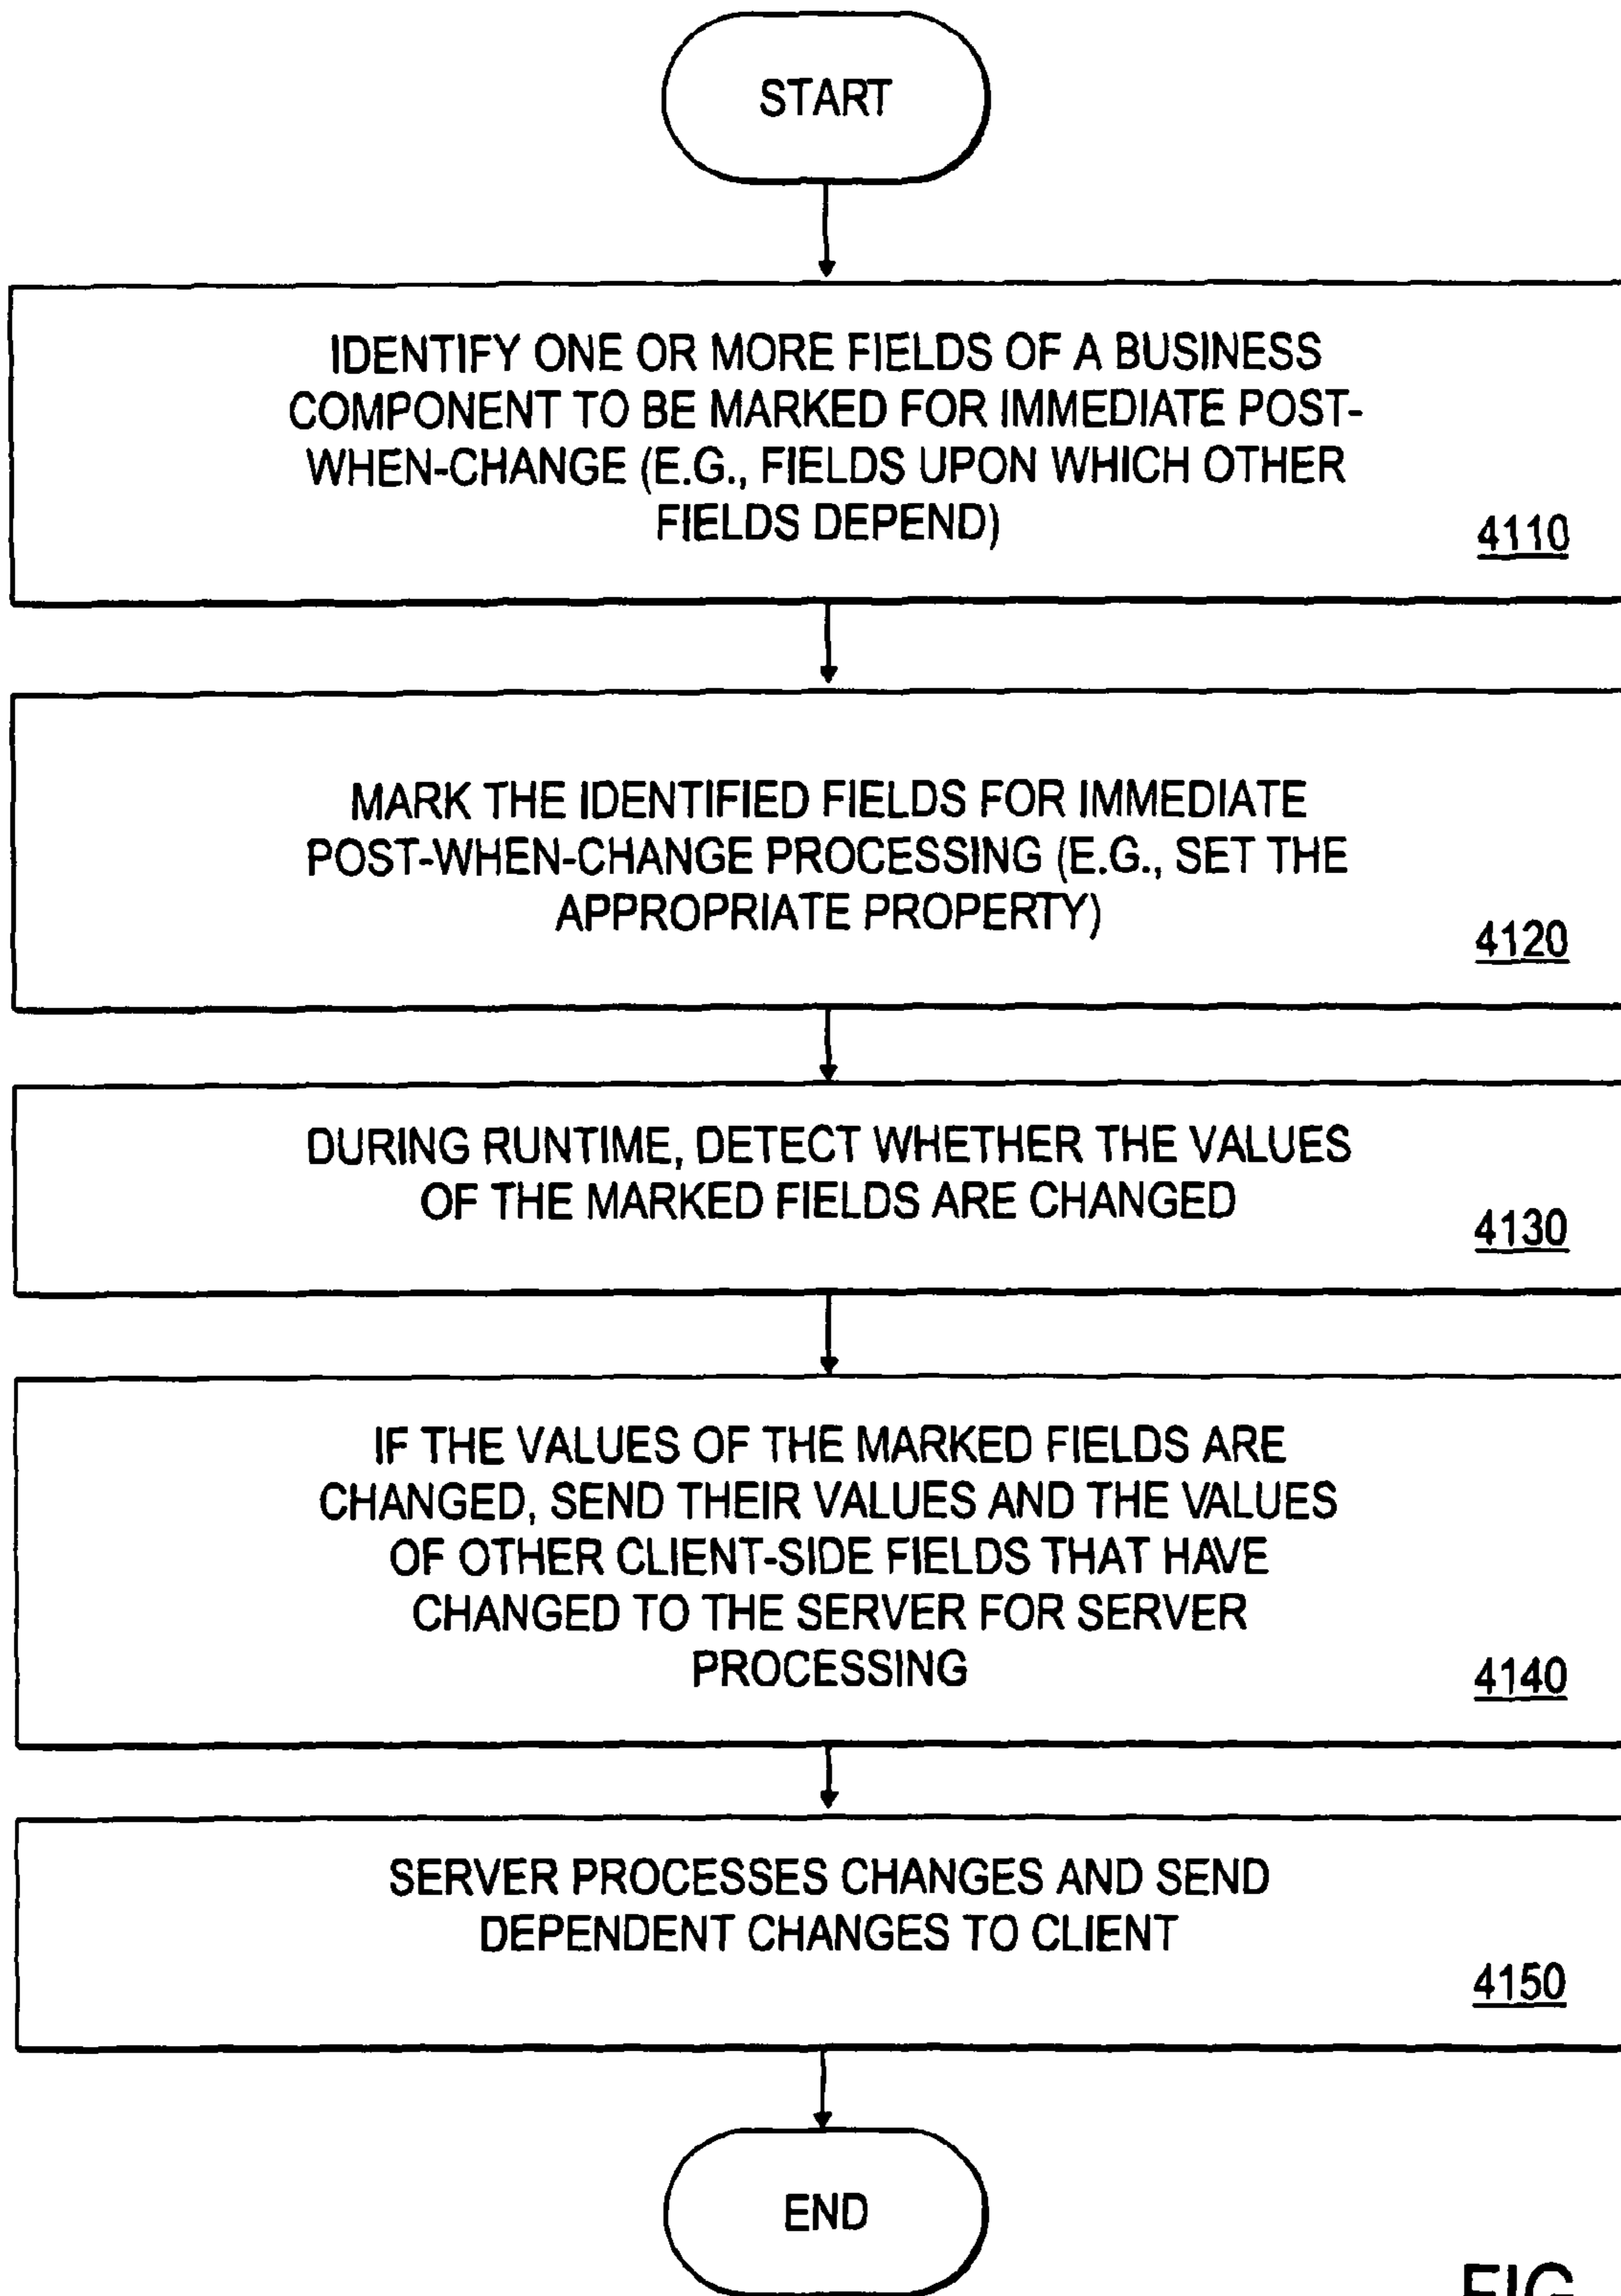 START
IDENTIFY ONE OR MORE FIELDS OF A BUSINESS
COMPONENT TO BE MARKED FOR IMMEDIATE POST-
WHEN-CHANGE (E.G., FIELDS UPON WHICH OTHER
FIELDS DEPEND)
4110
MARK THE IDENTIFIED FIELDS FOR IMMEDIATE
POST-WHEN-CHANGE PROCESSING (E.G., SET THE
APPROPRIATE PROPERTY)
4120
DURING RUNTIME, DETECT WHETHER THE VALUES
OF THE MARKED FIELDS ARE CHANGED
4130
IF THE VALUES OF THE MARKED FIELDS ARE
CHANGED, SEND THEIR VALUES AND THE VALUES
OF OTHER CLIENT-SIDE FIELDS THAT HAVE
CHANGED TO THE SERVER FOR SERVER
PROCESSING
4140
SERVER PROCESSES CHANGES AND SEND
DEPENDENT CHANGES TO CLIENT
4150
END
FIG